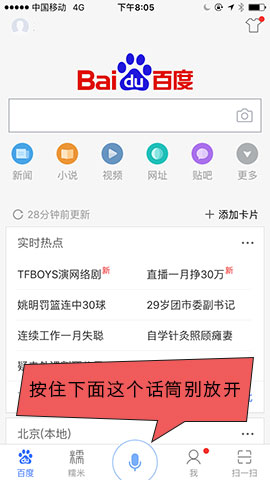 中国移动 4G 下午8:05
Bai du 百度
新闻 小说 视频 网址 贴吧 更多
28分钟前更新 + 添加卡片
实时热点
TFBOYS演网络剧新 直播一月挣30万新
姚明罚篮连中30球 29岁团市委副书记
连续工作一月失聪 自学针灸照顾瘫妻
按住下面这个话筒别放开
北京(本地)
百度 糯米 我 扫一扫
糯